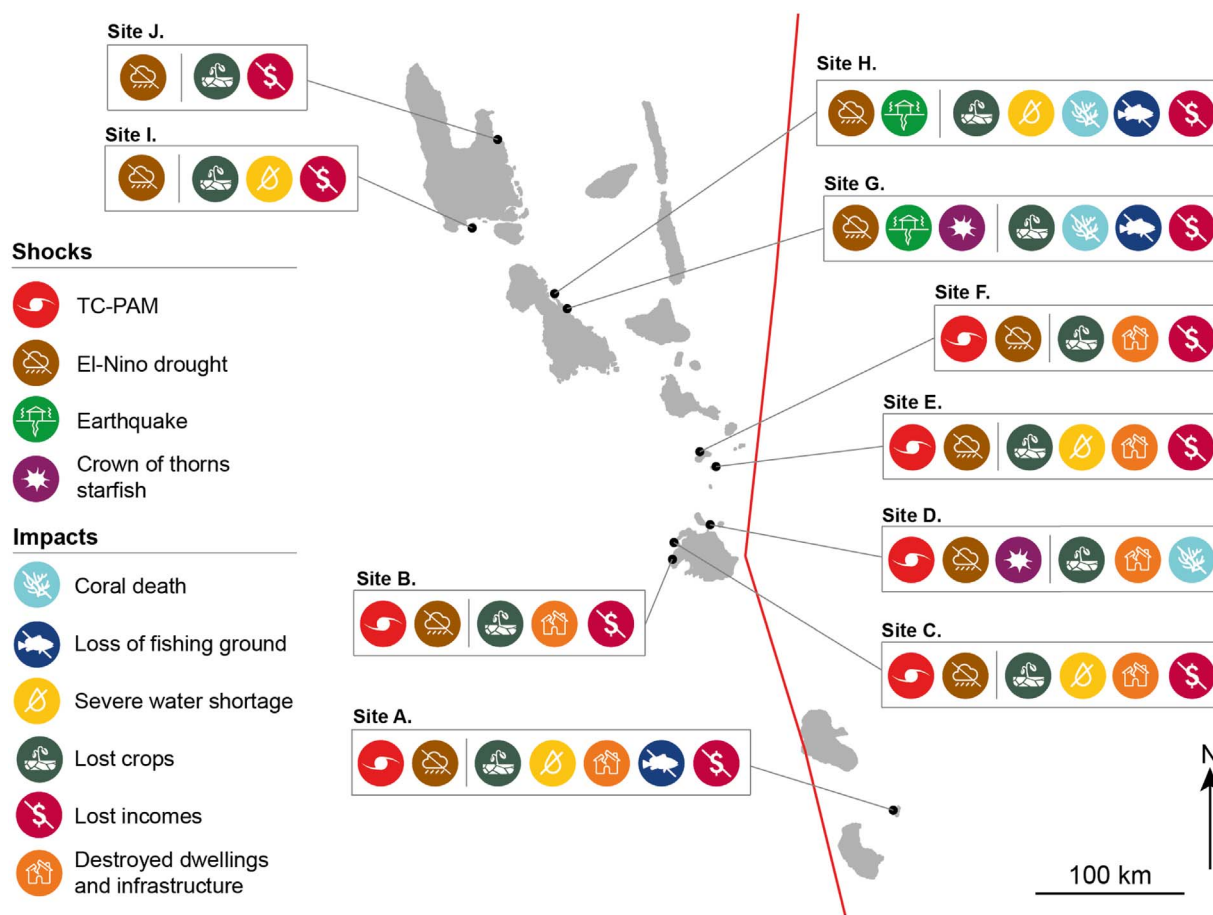 Site J.
Site I.
Shocks
TC-PAM
El-Nino drought
Earthquake
Crown of thorns
starfish
Impacts
Coral death
Loss of fishing ground
Severe water shortage
Lost crops
Lost incomes
Destroyed dwellings
and infrastructure
Site H.
Site G.
Site F.
Site E.
Site D.
Site C.
Site B.
Site A.
N
100 km